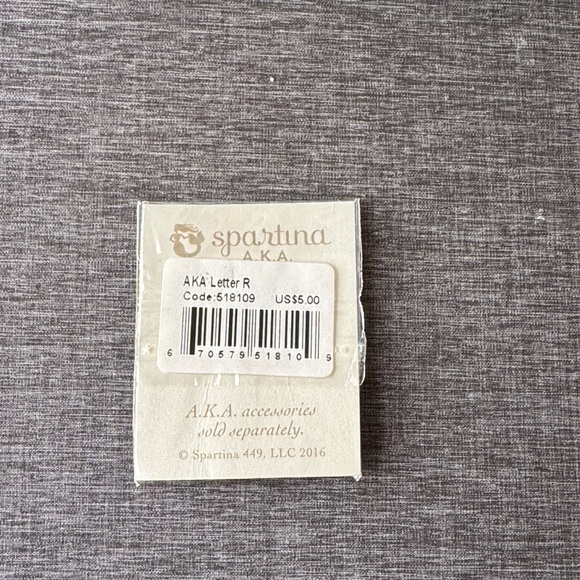 spartina
A.K.A.
AKA Letter R
Code:518109 US$5.00
6 70579 51810 9
A.K.A. accessories
sold separately.
© Spartina 449, LLC 2016